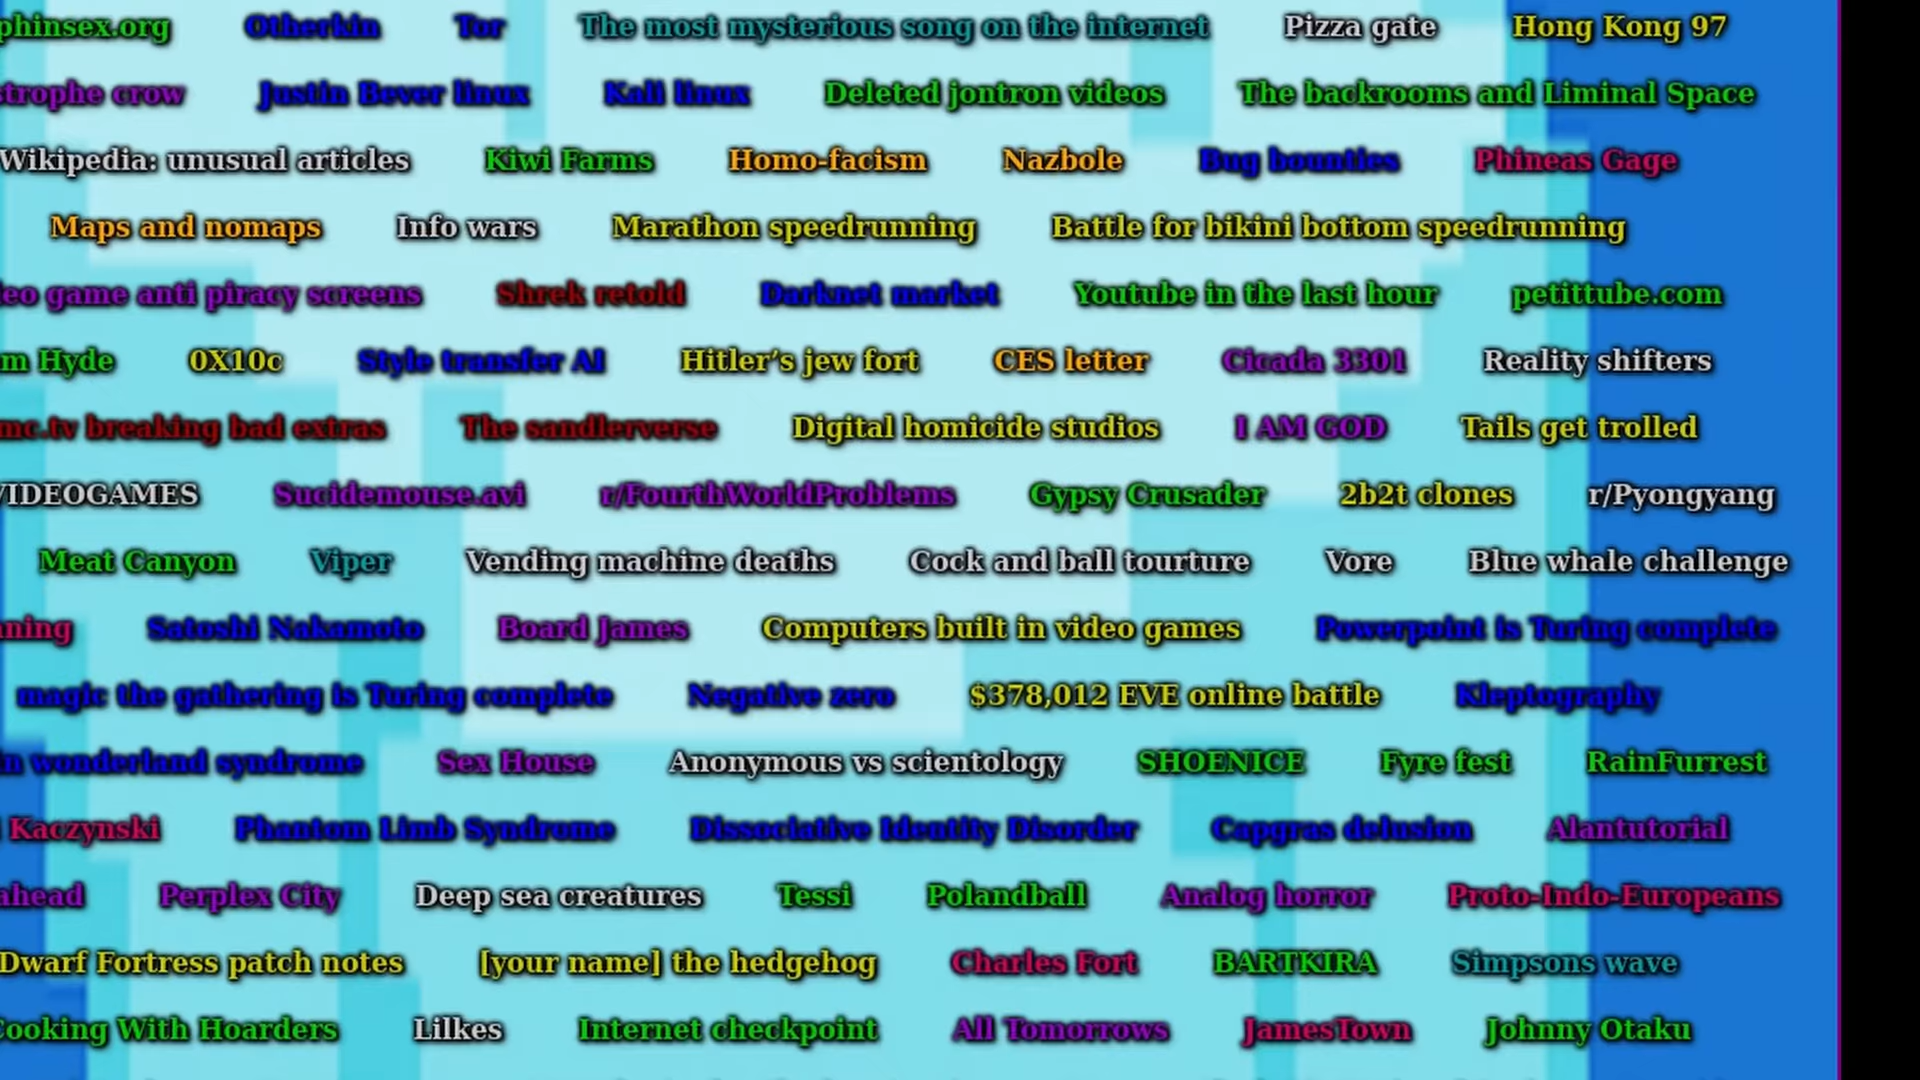 phinsex.org Otherkin Tor The most mysterious song on the internet Pizza gate Hong Kong 97
strophe crow Justin Bever linux Kali linux Deleted jontron videos The backrooms and Liminal Space
Wikipedia: unusual articles Kiwi Farms Homo-facism Nazbole Bug bounties Phineas Gage
Maps and nomaps Info wars Marathon speedrunning Battle for bikini bottom speedrunning
eo game anti piracy screens Shrek retold Darknet market Youtube in the last hour petittube.com
m Hyde 0X10c Style transfer AI Hitler’s jew fort CES letter Cicada 3301 Reality shifters
mc.tv breaking bad extras The sandlerverse Digital homicide studios I AM GOD Tails get trolled
VIDEOGAMES Sucidemouse.avi r/FourthWorldProblems Gypsy Crusader 2b2t clones r/Pyongyang
Meat Canyon Viper Vending machine deaths Cock and ball tourture Vore Blue whale challenge
ning Satoshi Nakamoto Board James Computers built in video games Powerpoint is Turing complete
magic the gathering is Turing complete Negative zero $378,012 EVE online battle Kleptography
in wonderland syndrome Sex House Anonymous vs scientology SHOENICE Fyre fest RainFurrest
Kaczynski Phantom Limb Syndrome Dissociative Identity Disorder Capgras delusion Alantutorial
ahead Perplex City Deep sea creatures Tessi Polandball Analog horror Proto-Indo-Europeans
Dwarf Fortress patch notes [your name] the hedgehog Charles Fort BARTKIRA Simpsons wave
Cooking With Hoarders Lilkes Internet checkpoint All Tomorrows JamesTown Johnny Otaku